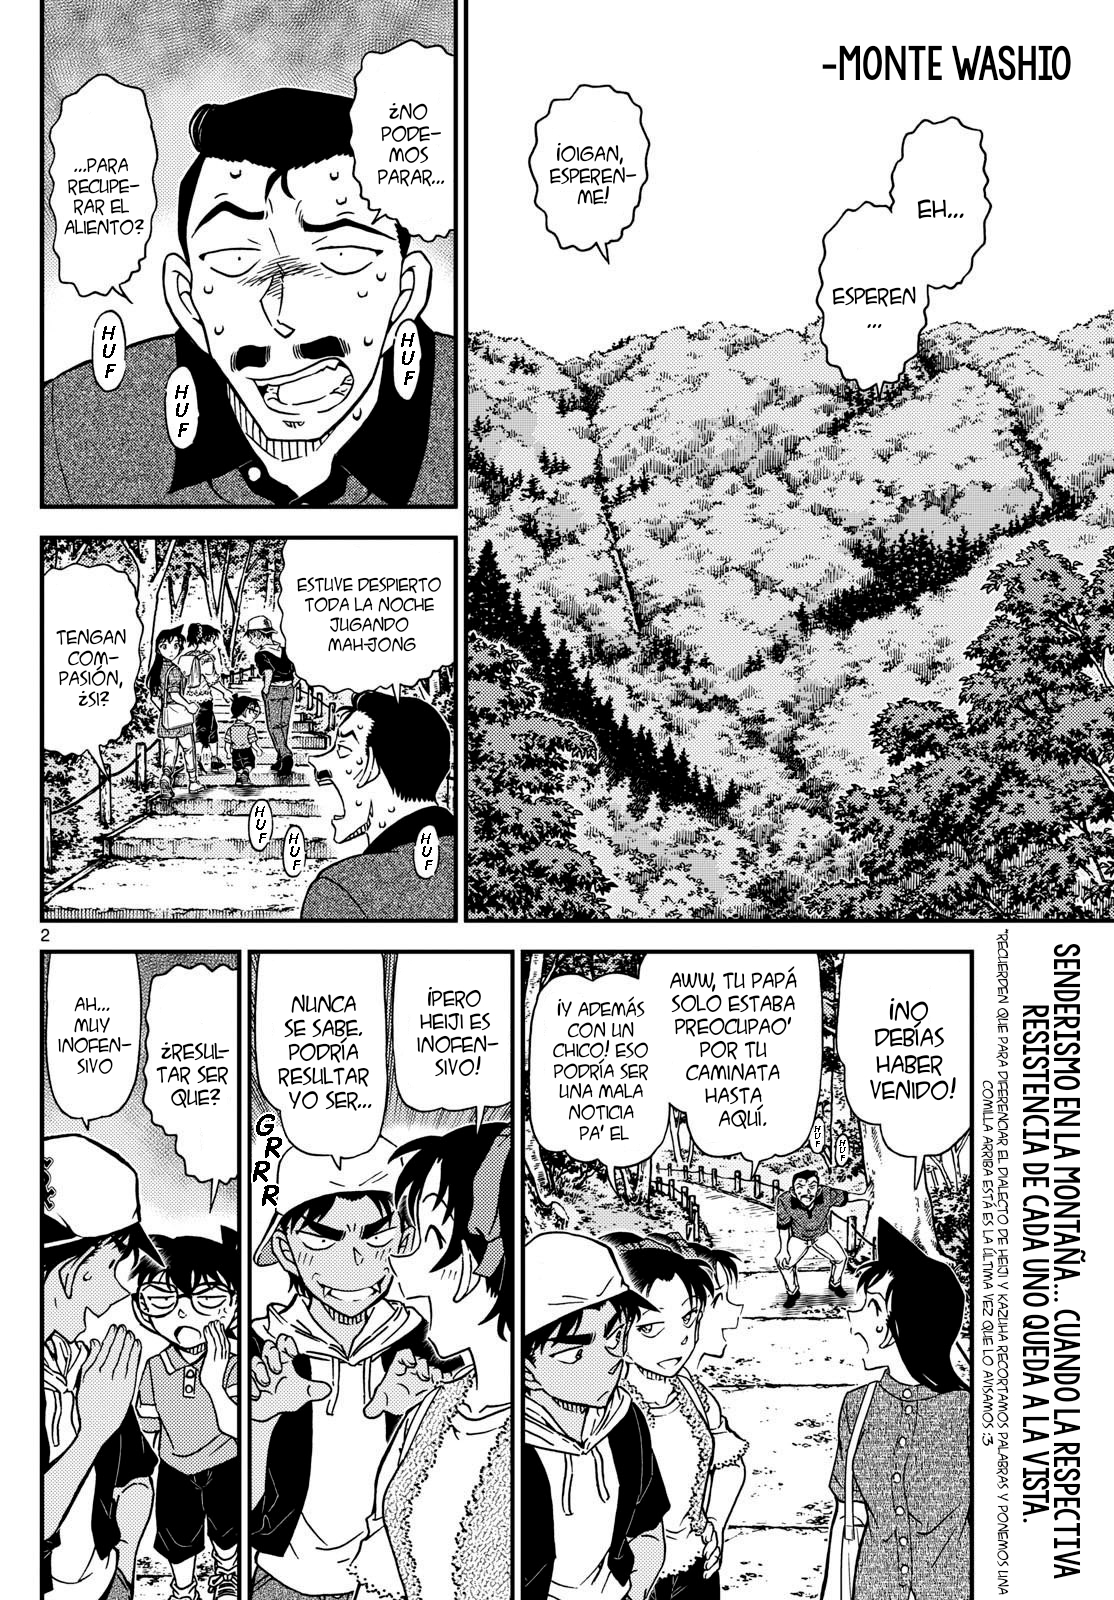 -MONTE WASHIO
EH...
ESPEREN
...
¡OIGAN,
ESPEREN-
ME!
¿NO
PODE-
MOS
PARAR...
...PARA
RECUPE-
RAR EL
ALIENTO?
HUF
HUF
HUF
ESTUVE DESPIERTO
TODA LA NOCHE
JUGANDO
MAH-JONG
TENGAN
COM-
PASIÓN,
¿SI?
HUF
HUF
HUF
2
SENDERISMO EN LA MONTAÑA... CUANDO LA RESPECTIVA
RESISTENCIA DE CADA UNO QUEDA A LA VISTA.
*RECUERDEN QUE PARA DIFERENCIAR EL DIALECTO DE HEIJI Y KAZUHA RECORTAMOS PALABRAS Y PONEMOS UNA
COMILLA ARRIBA ESTÁ ES LA ÚLTIMA VEZ QUE LO AVISAMOS :3
¡NO
DEBÍAS
HABER
VENIDO!
AWW, TU PAPÁ
SOLO ESTABA
PREOCUPAO'
POR TU
CAMINATA
HASTA
AQUÍ.
¡Y ADEMÁS
CON UN
CHICO! ESO
PODRÍA SER
UNA MALA
NOTICIA
PA' EL
HUF
HUF
¡PERO
HEIJI ES
INOFEN-
SIVO!
NUNCA
SE SABE.
PODRÍA
RESULTAR
YO SER...
GRRR
¿RESUL-
TAR SER
QUE?
AH...
MUY
INOFEN-
SIVO